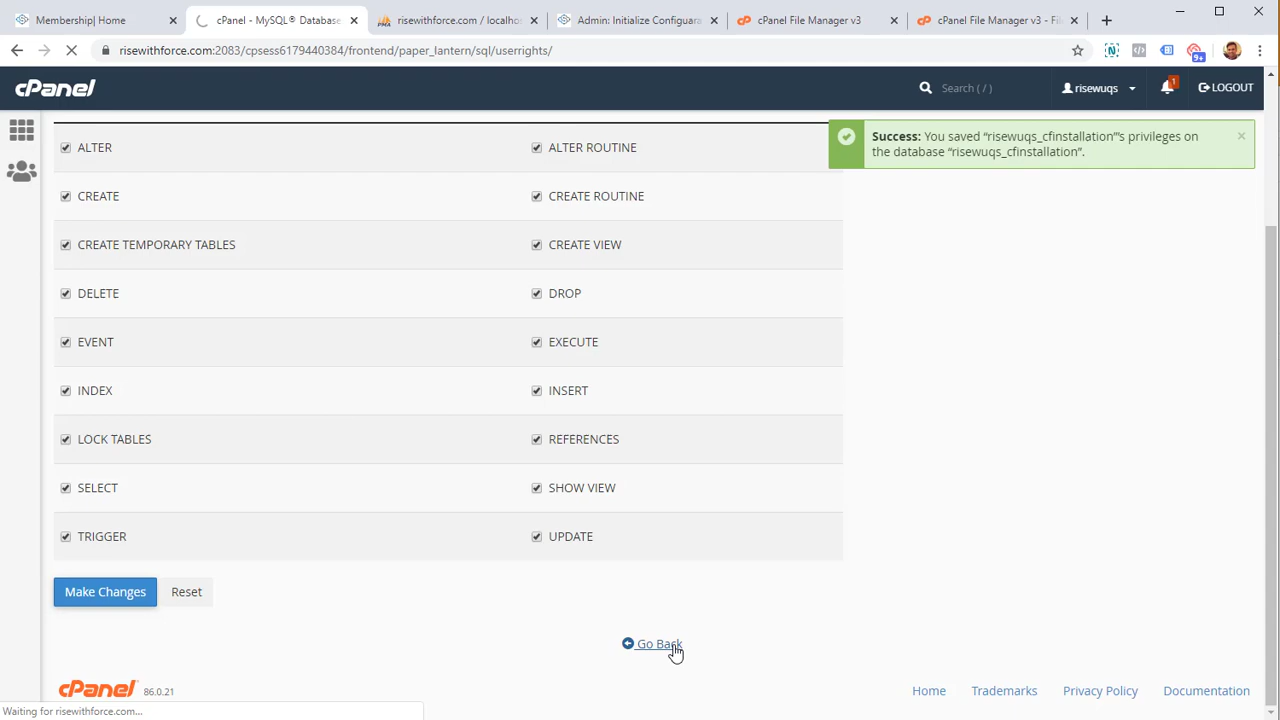 Membership| Home
cPanel - MySQL® Database
risewithforce.com / localho
Admin: Initialize Configuara
cPanel File Manager v3
cPanel File Manager v3 - Fil
risewithforce.com:2083/cpsess6179440384/frontend/paper_lantern/sql/userrights/
9+
cPanel
Search ( / )
risewuqs
1
LOGOUT
Success: You saved “risewuqs_cfinstallation”'s privileges on
the database “risewuqs_cfinstallation”.
ALTER
ALTER ROUTINE
CREATE
CREATE ROUTINE
CREATE TEMPORARY TABLES
CREATE VIEW
DELETE
DROP
EVENT
EXECUTE
INDEX
INSERT
LOCK TABLES
REFERENCES
SELECT
SHOW VIEW
TRIGGER
UPDATE
Make Changes
Reset
Go Back
cPanel
86.0.21
Home
Trademarks
Privacy Policy
Documentation
Waiting for risewithforce.com...